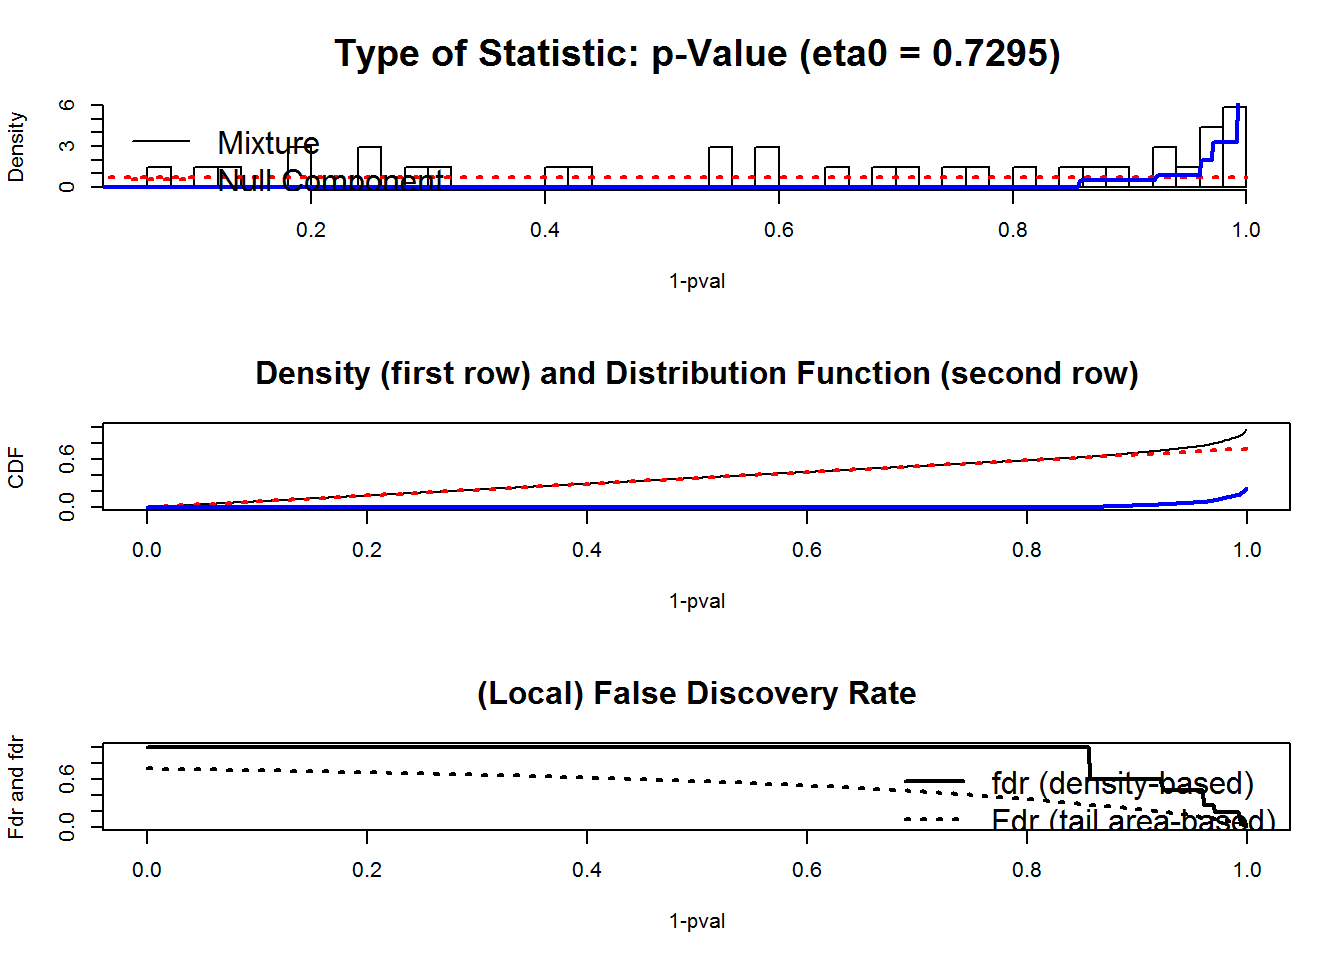 Type of Statistic: p-Value (eta0 = 0.7295)
Density
6
3
0
Mixture
Null Component
0.2 0.4 0.6 0.8 1.0
1-pval
Density (first row) and Distribution Function (second row)
CDF
0.6
0.0
0.0 0.2 0.4 0.6 0.8 1.0
1-pval
(Local) False Discovery Rate
Fdr and fdr
0.6
0.0
fdr (density-based)
Fdr (tail area-based)
0.0 0.2 0.4 0.6 0.8 1.0
1-pval